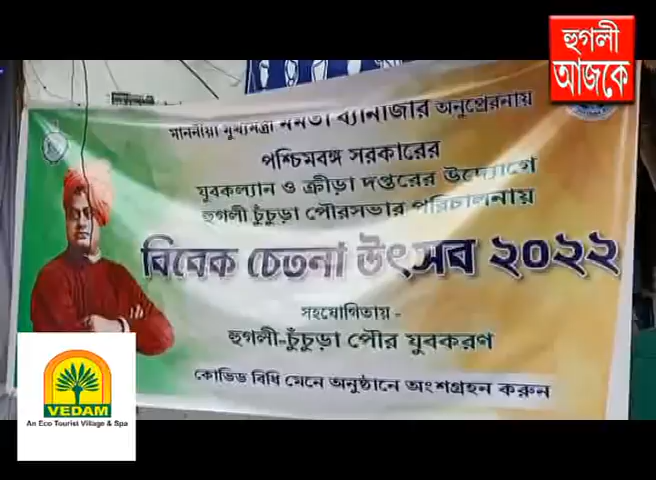 হুগলী
আজকে
মাননীয়া মুখ্যমন্ত্রী মমতা ব্যানার্জীর অনুপ্রেরনায়
পশ্চিমবঙ্গ সরকারের
যুবকল্যান ও ক্রীড়া দপ্তরের উদ্যোগে
হুগলী চুঁচুড়া পৌরসভার পরিচালনায়
বিবেক চেতনা উৎসব ২০২২
সহযোগিতায় -
হুগলী-চুঁচুড়া পৌর যুবকরণ
কোভিড বিধি মেনে অনুষ্ঠানে অংশগ্রহন করুন
VEDAM
An Eco Tourist Village & Spa